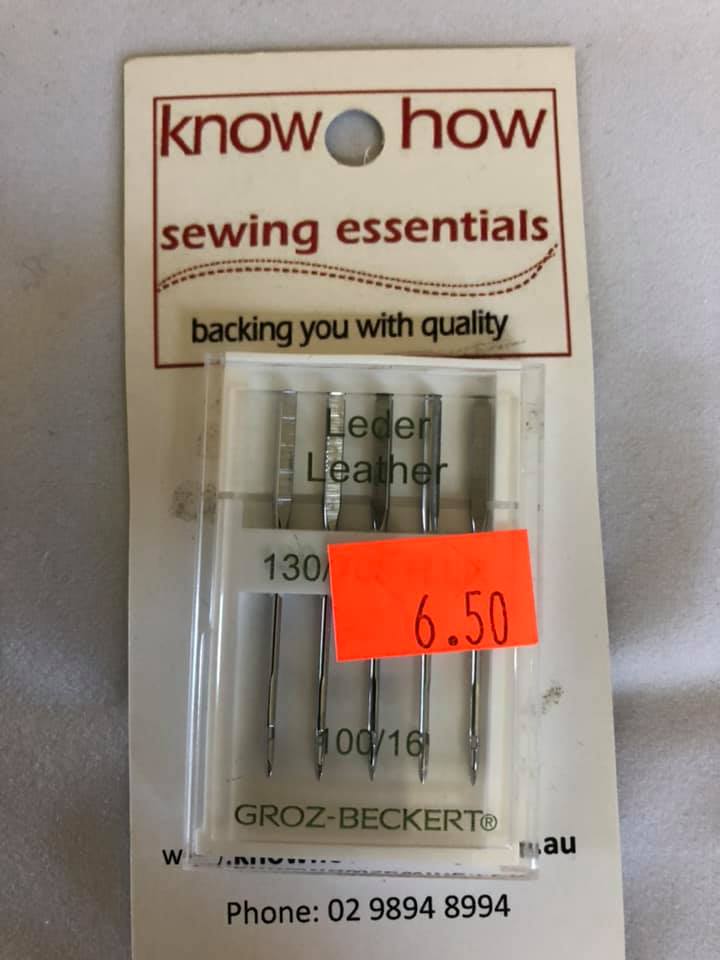 know how
sewing essentials
backing you with quality
Leder
Leather
130/
6.50
100/16
GROZ-BECKERT®
.au
Phone: 02 9894 8994